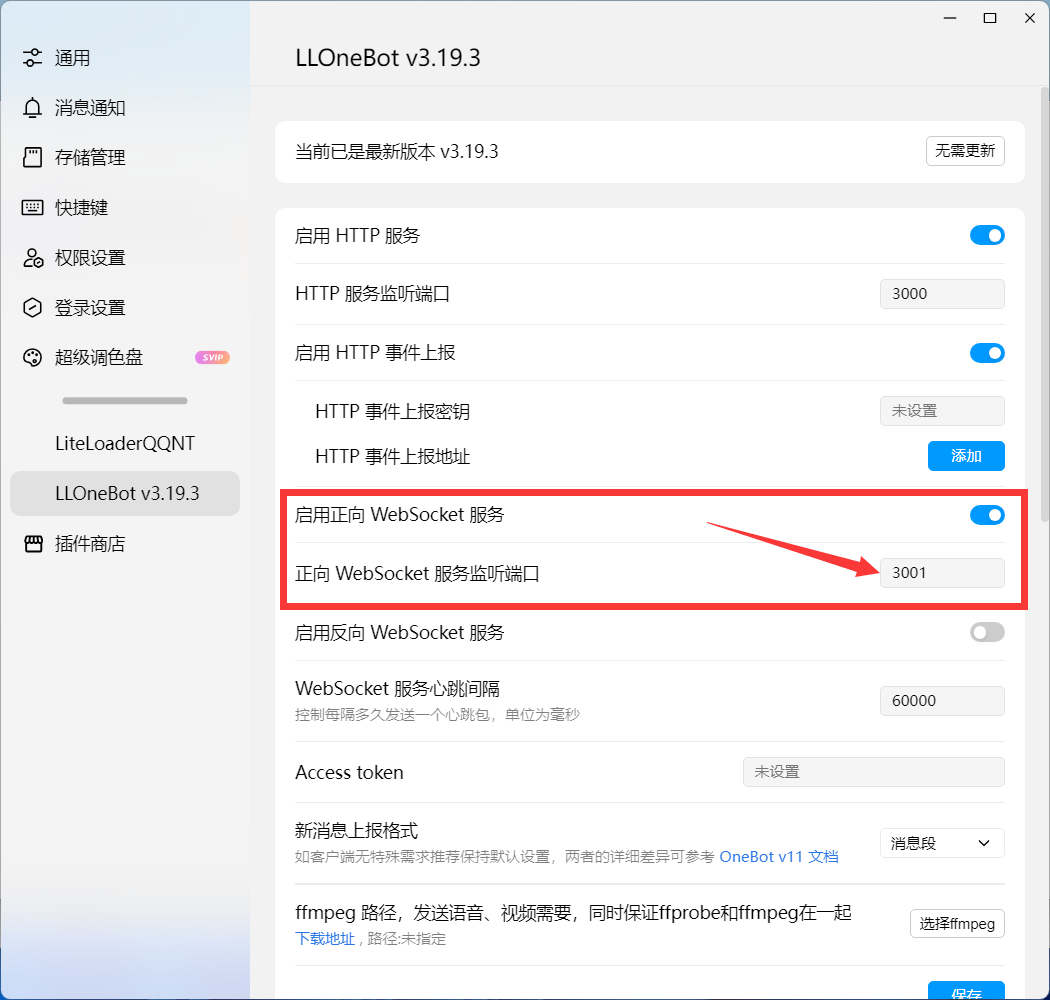 LLOneBot v3.19.3
通用
消息通知
存储管理
快捷键
权限设置
登录设置
超级调色盘 SVIP
LiteLoaderQQNT
LLOneBot v3.19.3
插件商店
当前已是最新版本 v3.19.3 无需更新
启用 HTTP 服务
HTTP 服务监听端口 3000
启用 HTTP 事件上报
HTTP 事件上报密钥 未设置
HTTP 事件上报地址 添加
启用正向 WebSocket 服务
正向 WebSocket 服务监听端口 3001
启用反向 WebSocket 服务
WebSocket 服务心跳间隔 60000
控制每隔多久发送一个心跳包，单位为毫秒
Access token 未设置
新消息上报格式 消息段
如客户端无特殊需求推荐保持默认设置，两者的详细差异可参考 OneBot v11 文档
ffmpeg 路径，发送语音、视频需要，同时保证ffprobe和ffmpeg在一起 选择ffmpeg
下载地址 , 路径:未指定
保存